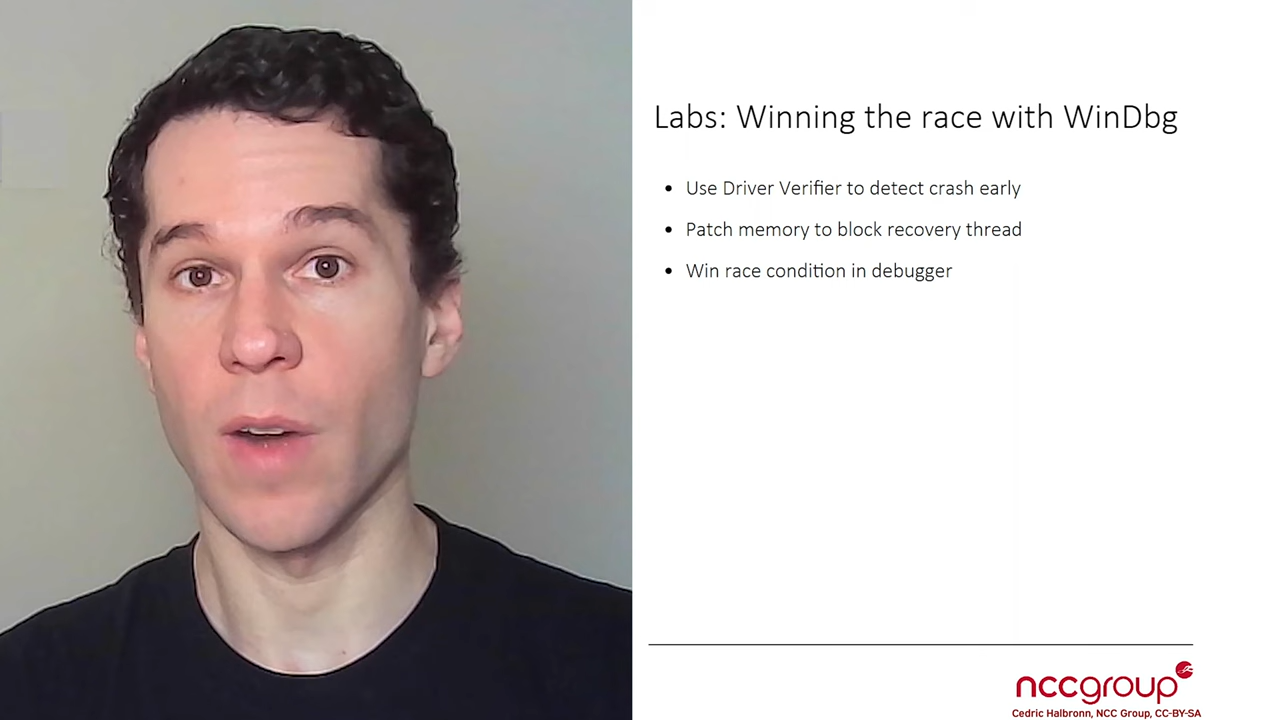 Labs: Winning the race with WinDbg
• Use Driver Verifier to detect crash early
• Patch memory to block recovery thread
• Win race condition in debugger
nccgroup
Cedric Halbronn, NCC Group, CC-BY-SA